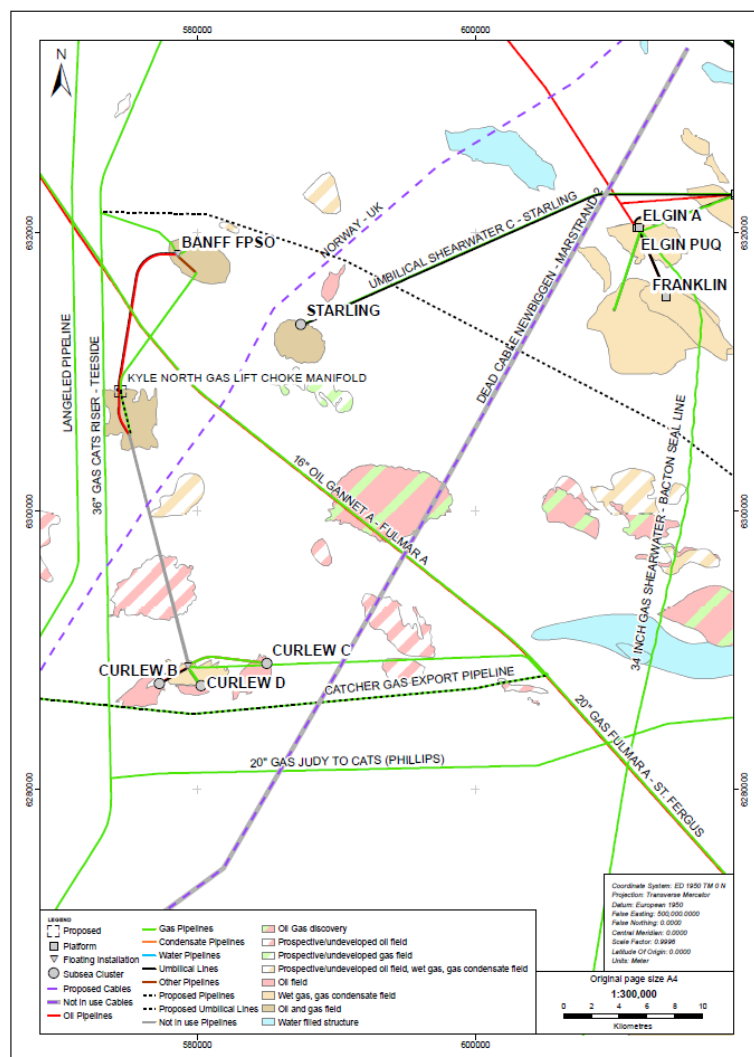 580000
600000
N
6320000
6320000
BANFF FPSO
NORWAY - UK
UMBILICAL SHEARWATER C - STARLING
ELGIN A
ELGIN PUQ
FRANKLIN
STARLING
DEAD CABLE NEWBIGGEN - MARSTRAND 2
KYLE NORTH GAS LIFT CHOKE MANIFOLD
LANGELED PIPELINE
36" GAS CATS RISER - TEESIDE
16" OIL GANNET A - FULMAR A
34 INCH GAS SHEARWATER - BACTON SEAL LINE
6300000
6300000
CURLEW C
CURLEW B
CURLEW D
CATCHER GAS EXPORT PIPELINE
20" GAS FULMAR A - ST. FERGUS
20" GAS JUDY TO CATS (PHILLIPS)
6280000
6280000
Coordinate System: ED 1950 TM 0 N
Projection: Transverse Mercator
Datum: European 1950
False Easting: 500,000.0000
False Northing: 0.0000
Central Meridian: 0.0000
Scale Factor: 0.9996
Latitude Of Origin: 0.0000
Units: Meter
LEGEND
Proposed
Platform
Floating Installation
Subsea Cluster
Proposed Cables
Not in use Cables
Oil Pipelines
Gas Pipelines
Condensate Pipelines
Water Pipelines
Umbilical Lines
Other Pipelines
Proposed Pipelines
Proposed Umbilical Lines
Not in use Pipelines
Oil Gas discovery
Prospective/undeveloped oil field
Prospective/undeveloped gas field
Prospective/undeveloped oil field, wet gas, gas condensate field
Oil field
Wet gas, gas condensate field
Oil and gas field
Water filled structure
Original page size A4
1:300,000
0 2 4 6 8 10
Kilometres
580000
600000